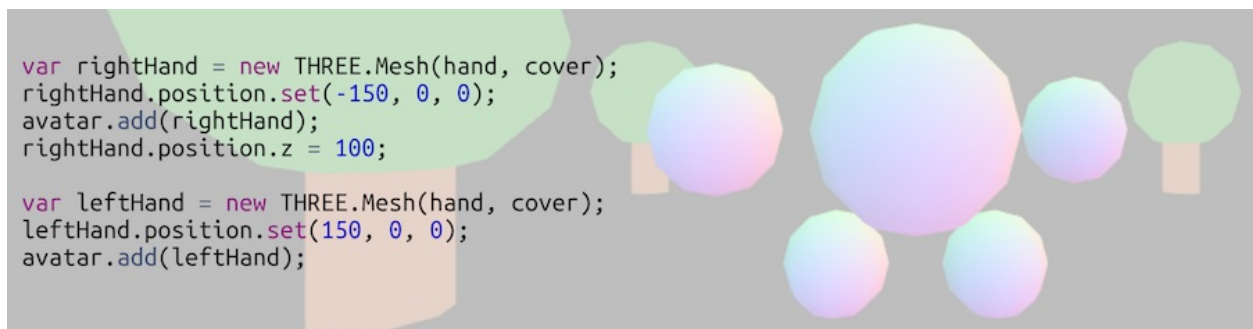 var rightHand = new THREE.Mesh(hand, cover);
rightHand.position.set(-150, 0, 0);
avatar.add(rightHand);
rightHand.position.z = 100;
var leftHand = new THREE.Mesh(hand, cover);
leftHand.position.set(150, 0, 0);
avatar.add(leftHand);